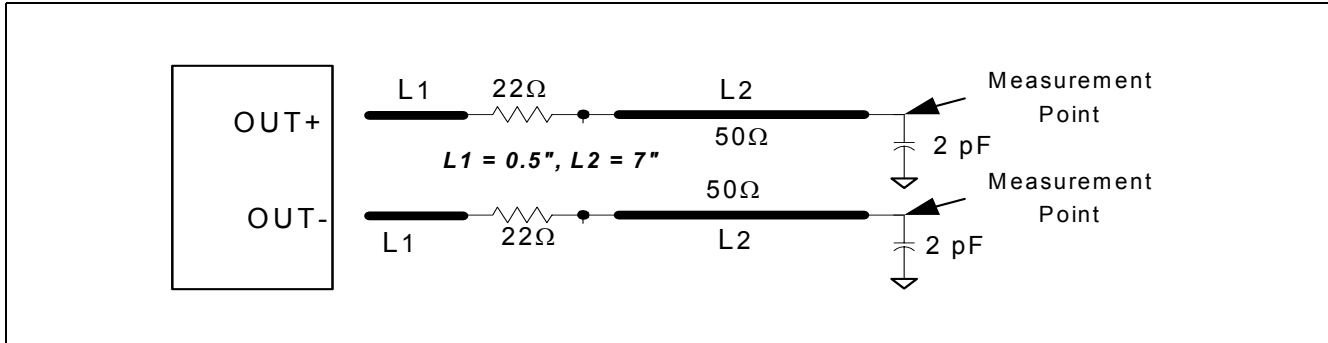 L1
22Ω
L2
Measurement
Point
OUT+
50Ω
2 pF
L1 = 0.5", L2 = 7"
50Ω
Measurement
Point
OUT-
L1
22Ω
L2
2 pF